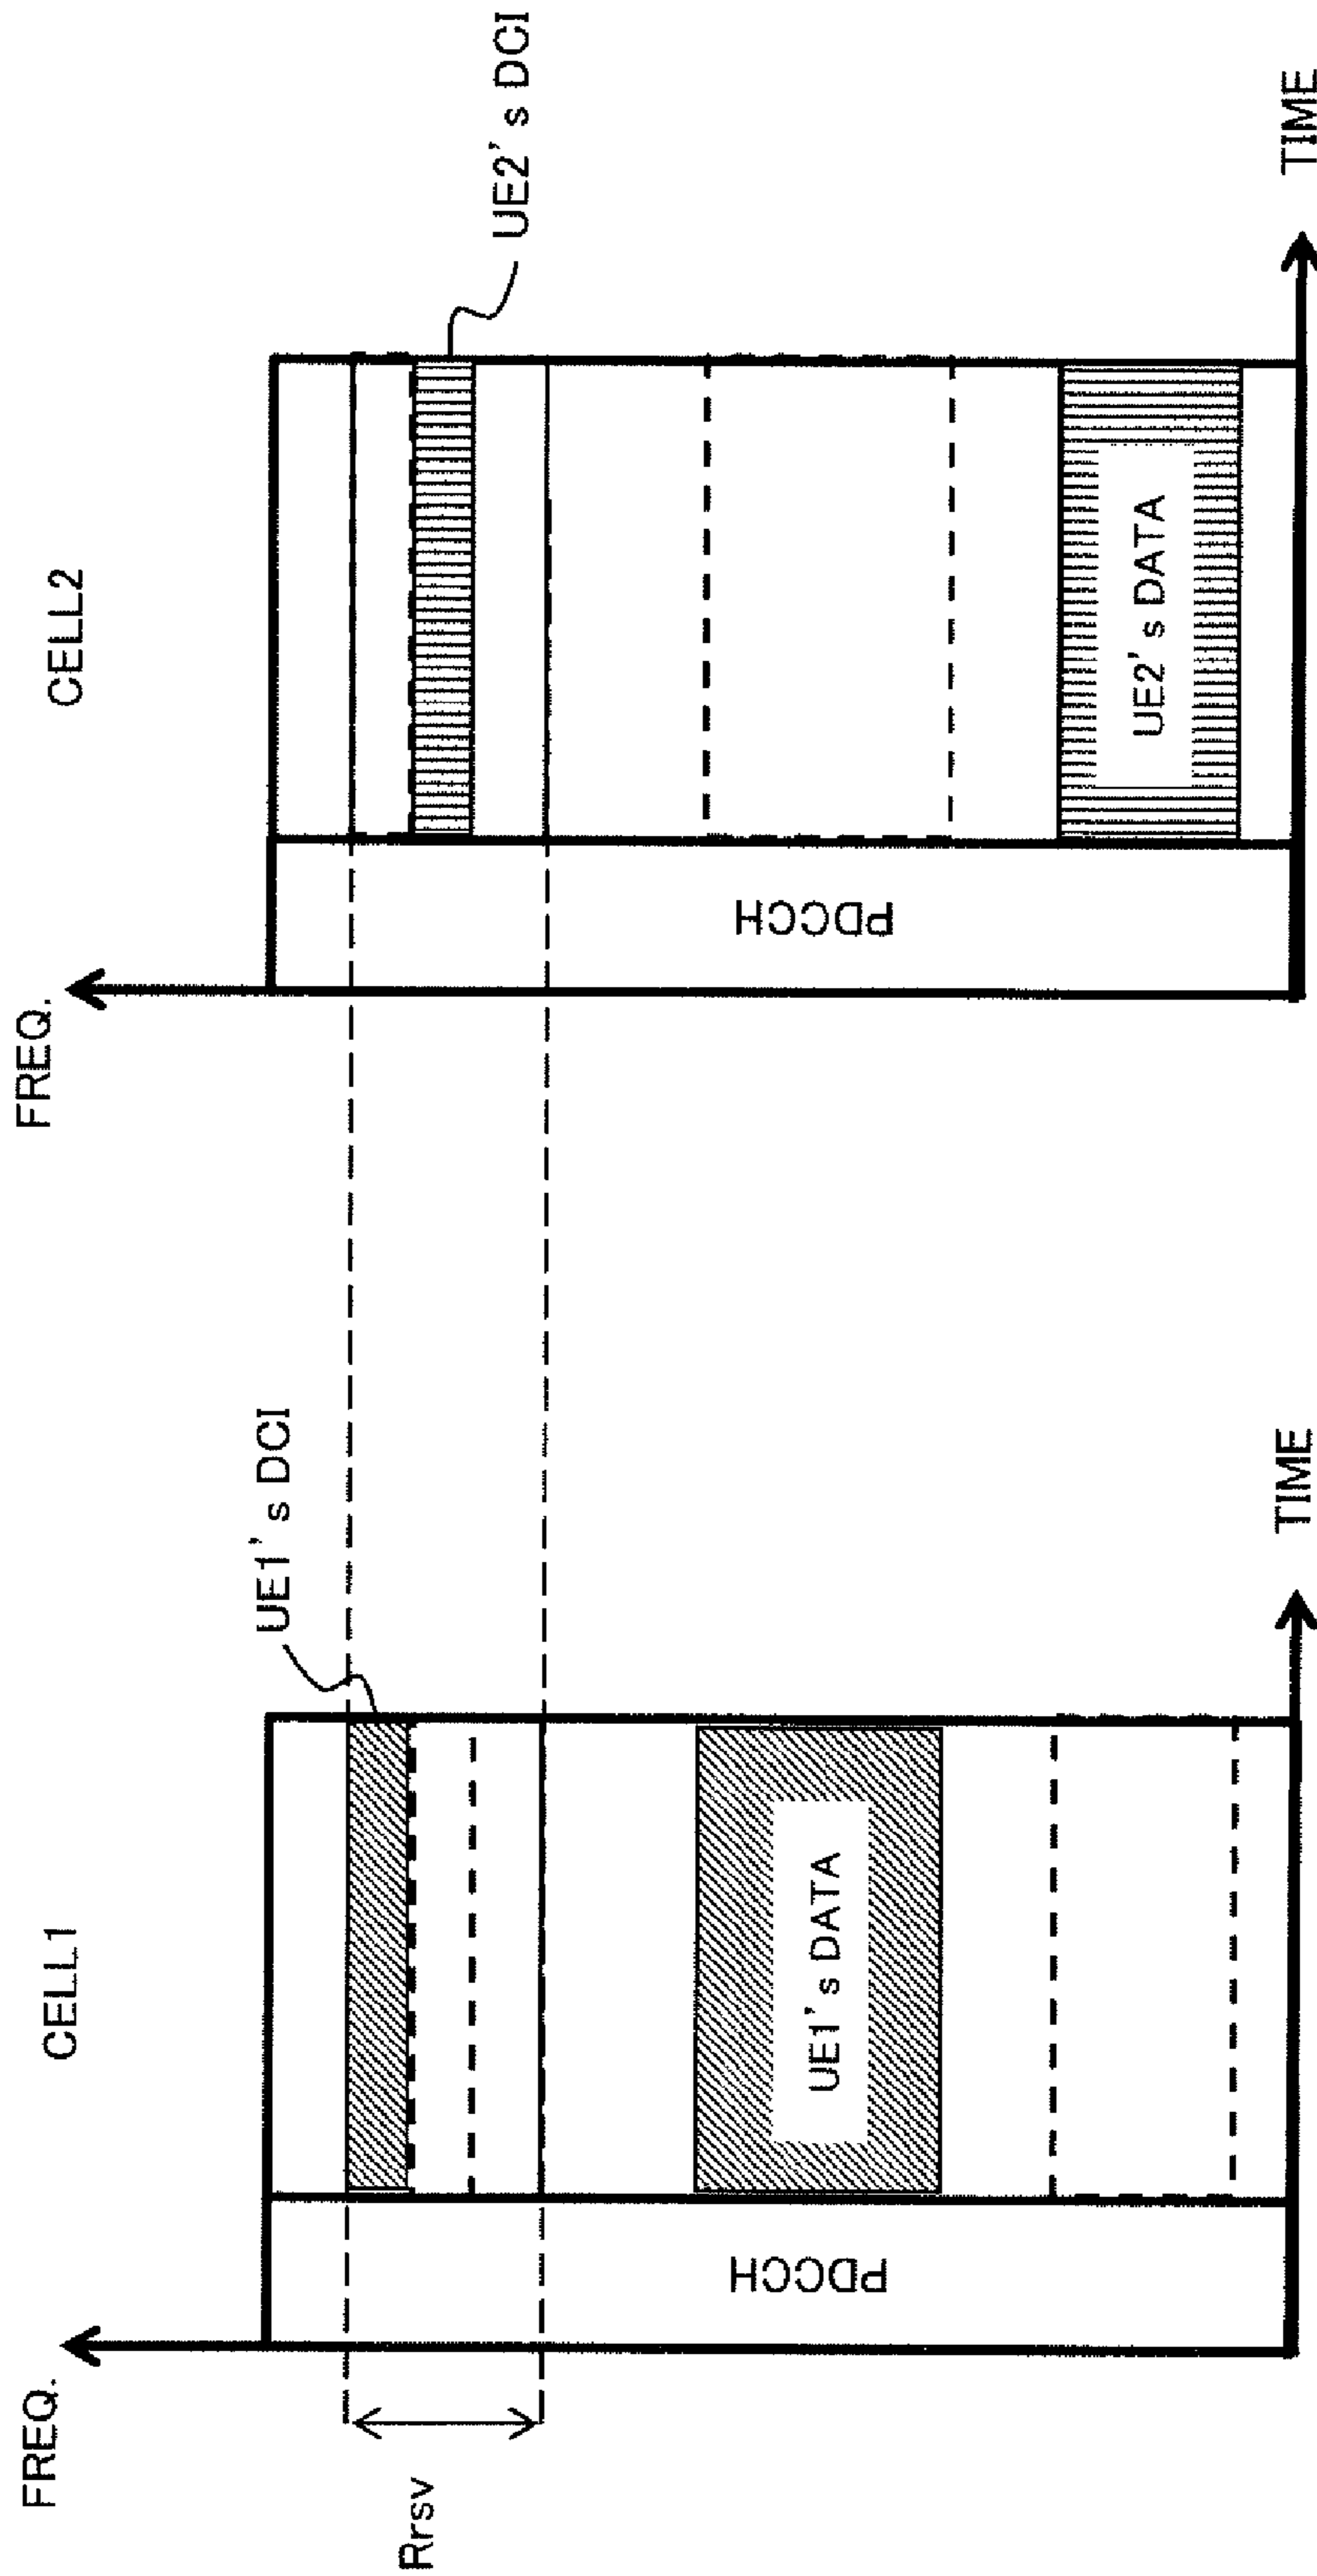 CELL1
FREQ.
Rrsv
UE1's DCI
PDCCH
UE1's DATA
TIME
CELL2
FREQ.
UE2's DCI
PDCCH
UE2's DATA
TIME